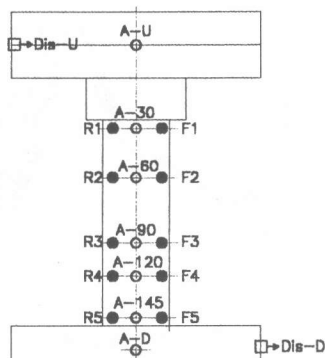 A-U
Dis-U
A-30
R1 F1
A-60
R2 F2
A-90
R3 F3
A-120
R4 F4
A-145
R5 F5
A-D
Dis-D